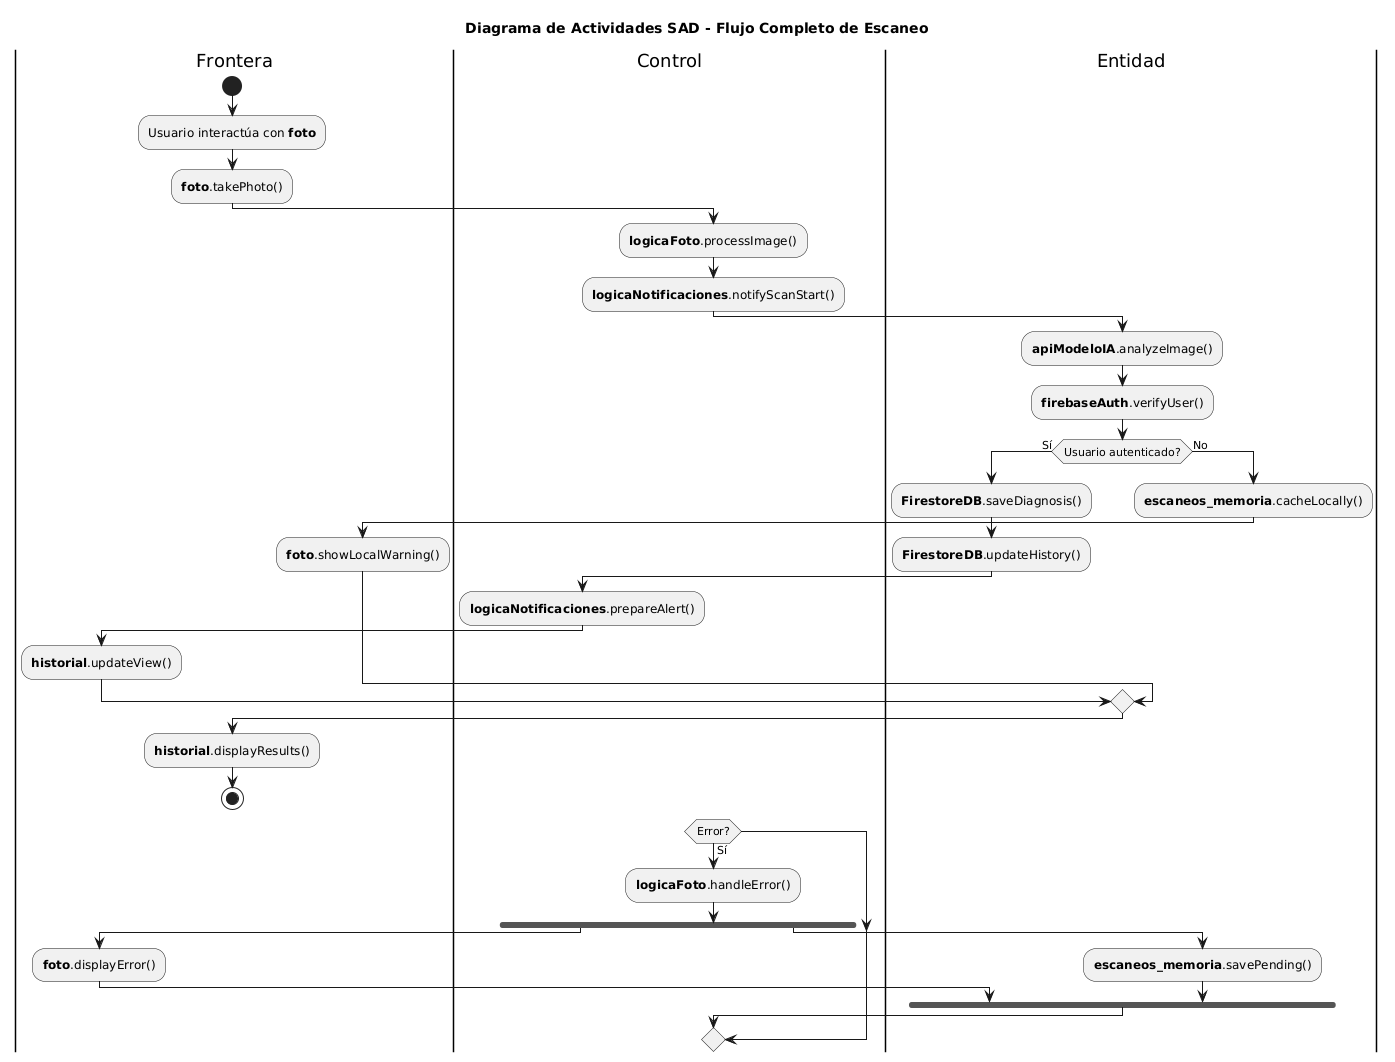 Diagrama de Actividades SAD - Flujo Completo de Escaneo
Frontera
Control
Entidad
Usuario interactúa con foto
foto.takePhoto()
logicaFoto.processImage()
logicaNotificaciones.notifyScanStart()
apiModeloIA.analyzeImage()
firebaseAuth.verifyUser()
Sí
Usuario autenticado?
No
FirestoreDB.saveDiagnosis()
escaneos_memoria.cacheLocally()
foto.showLocalWarning()
FirestoreDB.updateHistory()
logicaNotificaciones.prepareAlert()
historial.updateView()
historial.displayResults()
Error?
Sí
logicaFoto.handleError()
foto.displayError()
escaneos_memoria.savePending()